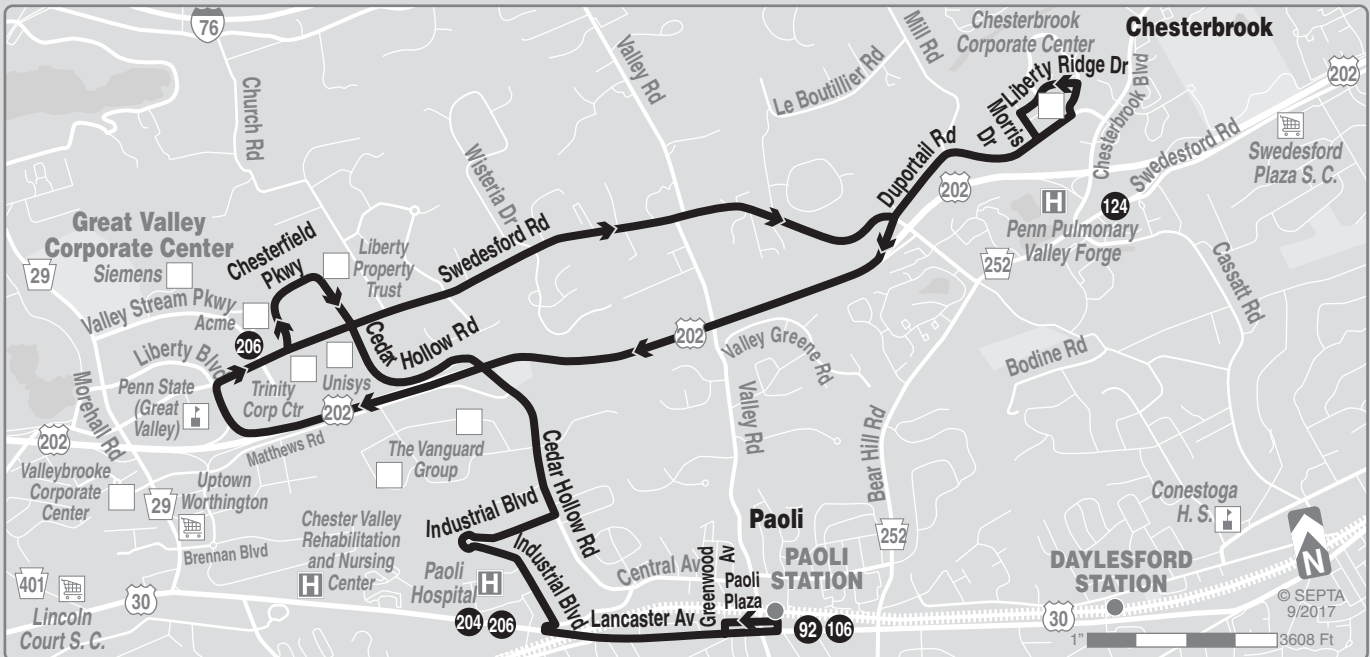 76
Church Rd
Valley Rd
Mill Rd
Le Boutillier Rd
Chesterbrook
Corporate Center
Chesterbrook
Liberty Ridge Dr
Morris
Dr
Chesterbrook Blvd
202
Swedesford Rd
Swedesford
Plaza S. C.
Wisteria Dr
Duportail Rd
202
124
Penn Pulmonary
Valley Forge
H
252
Cassatt Rd
Great Valley
Corporate Center
29
Siemens
Chesterfield
Pkwy
Liberty
Property
Trust
Swedesford Rd
Valley Stream Pkwy
Acme
206
Liberty Blvd
Cedar
Hollow Rd
202
Valley Greene Rd
Bodine Rd
Penn State
(Great
Valley)
Trinity
Corp Ctr
Unisys
202
Morehall Rd
202
Matthews Rd
The Vanguard
Group
Valley Rd
Bear Hill Rd
Valleybrooke
Corporate
Center
29
Uptown
Worthington
Brennan Blvd
Chester Valley
Rehabilitation
and Nursing
Center
H
Industrial Blvd
Industrial Blvd
Cedar Hollow Rd
Paoli
Hospital
H
204
206
Central Av
Greenwood
Av
Paoli
Plaza
Paoli
PAOLI
STATION
252
Conestoga
H. S.
DAYLESFORD
STATION
N
401
Lincoln
Court S. C.
30
Lancaster Av
92
106
30
© SEPTA
9/2017
1"
3608 Ft